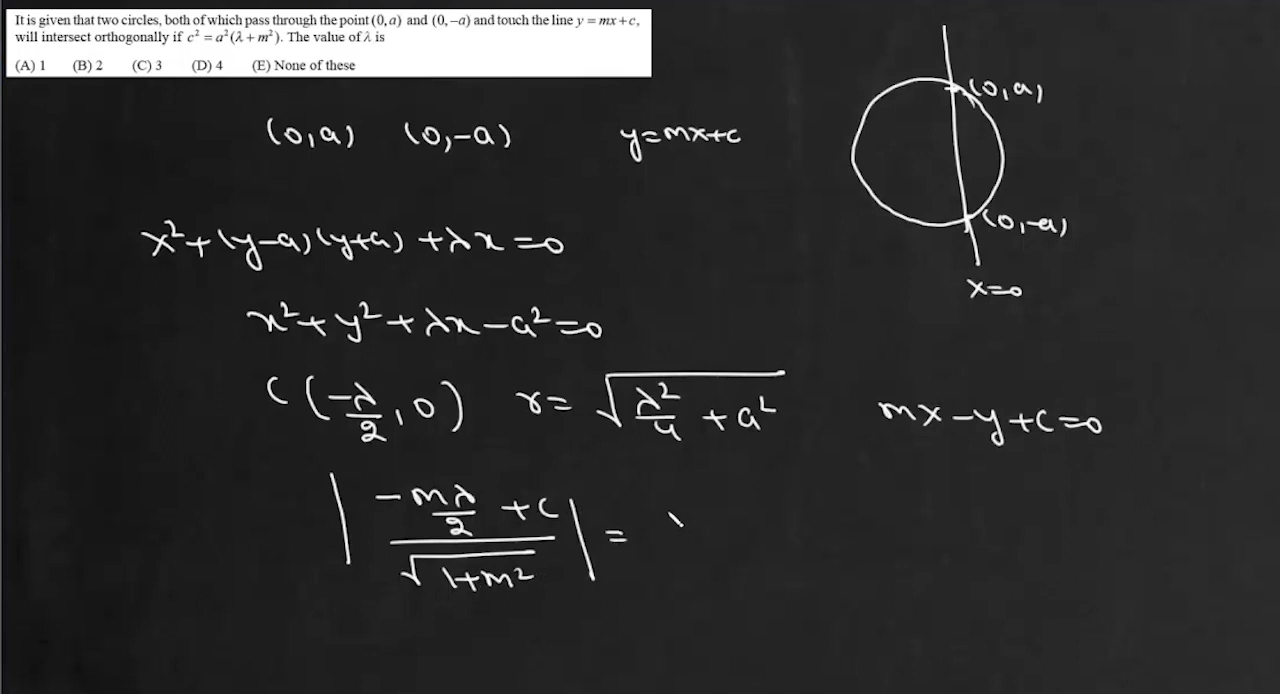 It is given that two circles, both of which pass through the point (0, a) and (0, −a) and touch the line y = mx + c,
will intersect orthogonally if c² = a²(λ + m²). The value of λ is
(A) 1 (B) 2 (C) 3 (D) 4 (E) None of these
(0,a) (0,-a) y=mx+c
(0,a)
(0,-a)
x=0
x²+(y-a)(y+a)+λx=0
x²+y²+λx-a²=0
C(-λ/2, 0) r=√(λ²/4 + a²) mx-y+c=0
|(-mλ/2 + c)/√(1+m²)| =